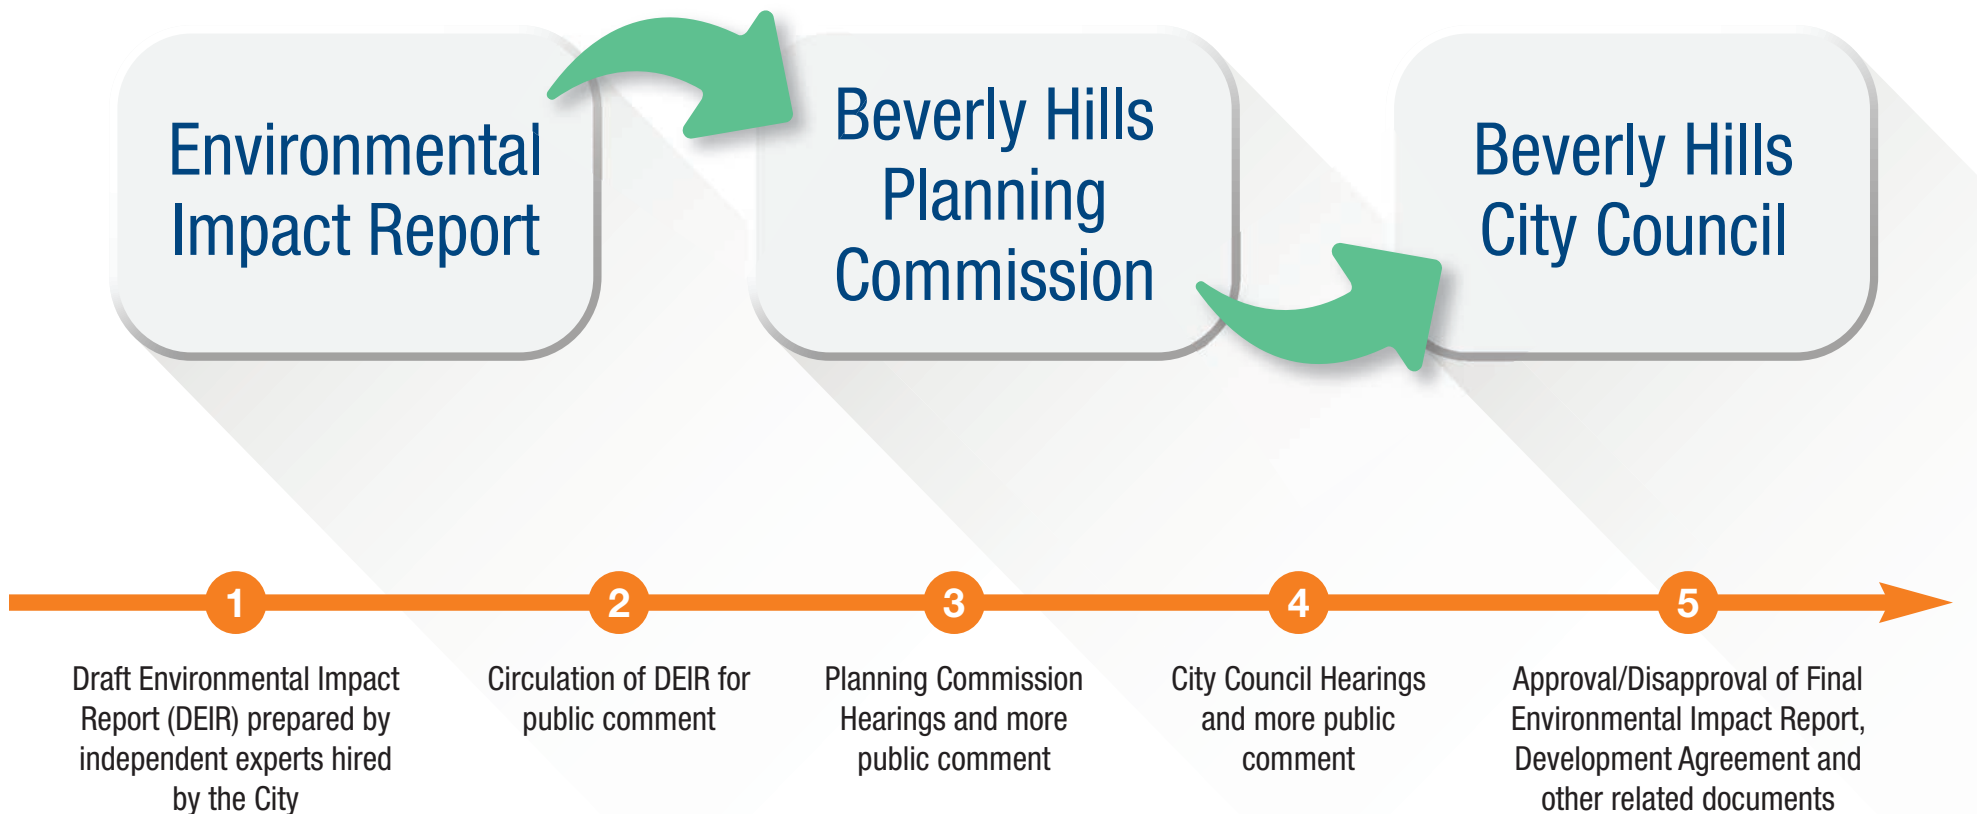 Environmental
Impact Report
Beverly Hills
Planning
Commission
Beverly Hills
City Council
1
2
3
4
5
Draft Environmental Impact
Report (DEIR) prepared by
independent experts hired
by the City
Circulation of DEIR for
public comment
Planning Commission
Hearings and more
public comment
City Council Hearings
and more public
comment
Approval/Disapproval of Final
Environmental Impact Report,
Development Agreement and
other related documents